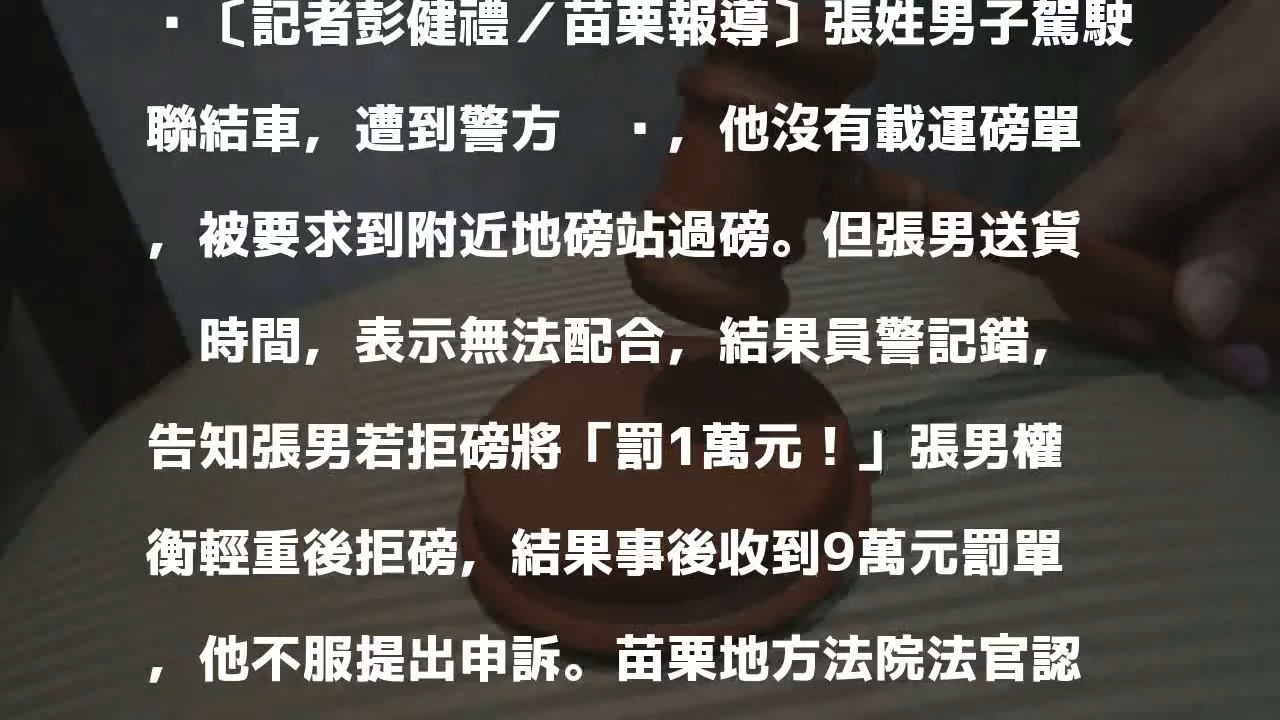 ·〔記者彭健禮／苗栗報導〕張姓男子駕駛
聯結車，遭到警方　·，他沒有載運磅單
，被要求到附近地磅站過磅。但張男送貨
時間，表示無法配合，結果員警記錯，
告知張男若拒磅將「罰1萬元！」張男權
衡輕重後拒磅，結果事後收到9萬元罰單
，他不服提出申訴。苗栗地方法院法官認